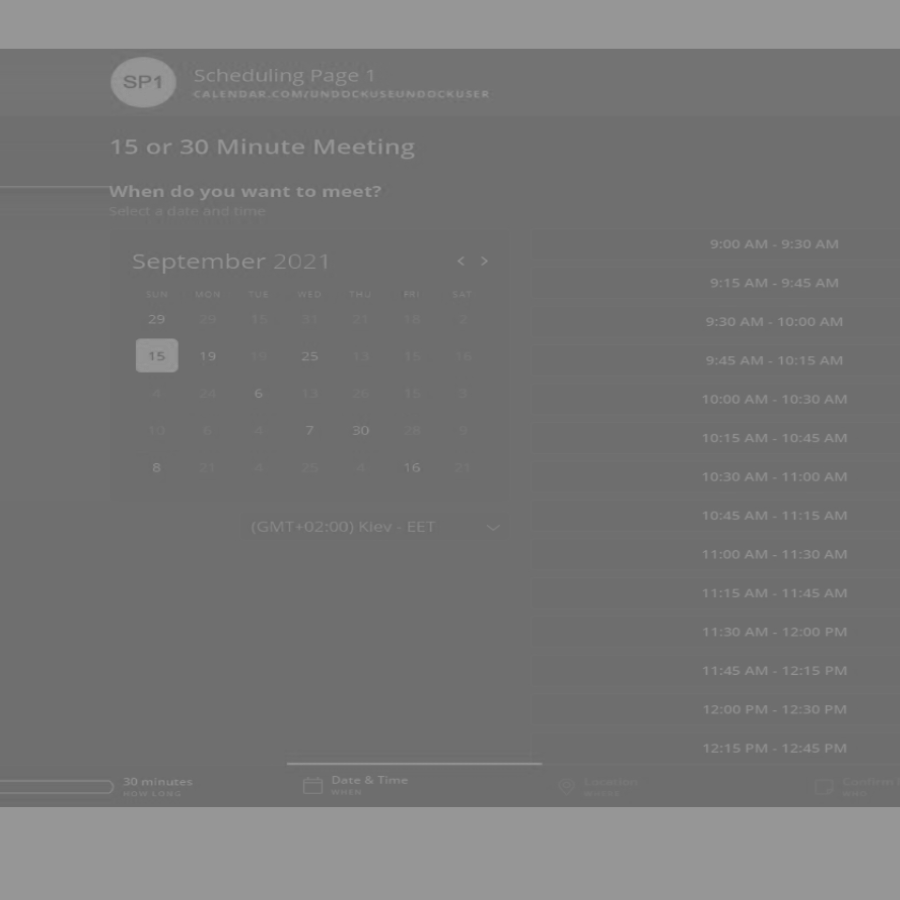 SP1
Scheduling Page 1
CALENDAR.COM/UNDOCKUSEUNDOCKUSER
15 or 30 Minute Meeting
When do you want to meet?
Select a date and time
September 2021 < >
SUN MON TUE WED THU FRI SAT
29 29 15 31 21 18 2
15 19 25 13 15 16
4 24 6 13 26 15 3
10 6 4 7 30 28 9
8 21 4 25 4 16 21
(GMT+02:00) Kiev - EET
9:00 AM - 9:30 AM
9:15 AM - 9:45 AM
9:30 AM - 10:00 AM
9:45 AM - 10:15 AM
10:00 AM - 10:30 AM
10:15 AM - 10:45 AM
10:30 AM - 11:00 AM
10:45 AM - 11:15 AM
11:00 AM - 11:30 AM
11:15 AM - 11:45 AM
11:30 AM - 12:00 PM
11:45 AM - 12:15 PM
12:00 PM - 12:30 PM
12:15 PM - 12:45 PM
30 minutes
HOW LONG
Date & Time
WHEN
Location
Confirm
WHO